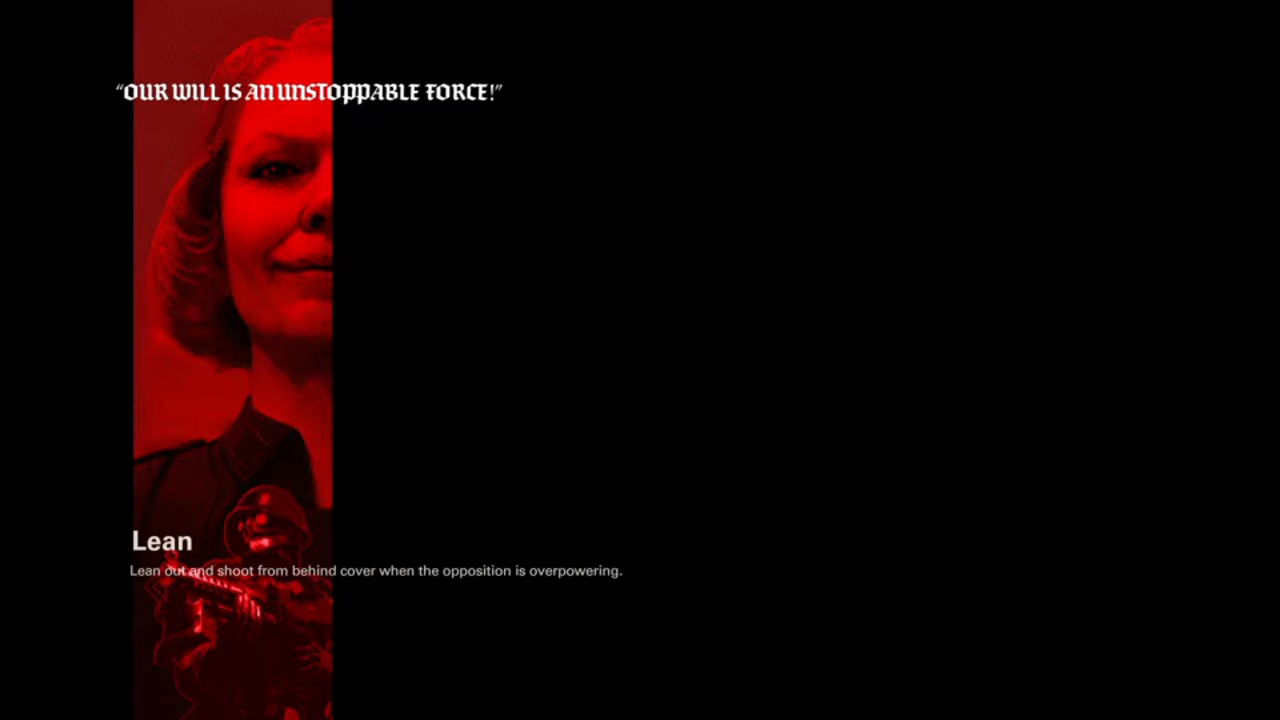 “OUR WILL IS AN UNSTOPPABLE FORCE!”
Lean
Lean out and shoot from behind cover when the opposition is overpowering.